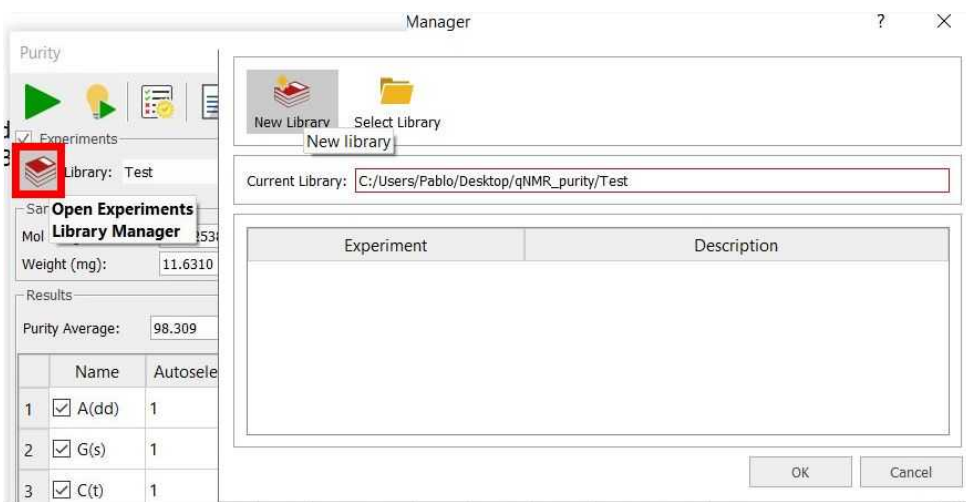 Manager
?
Purity
New Library
Select Library
New library
Experiments
Library: Test
Open Experiments
Library Manager
Current Library: C:/Users/Pablo/Desktop/qNMR_purity/Test
Mol
Weight (mg): 11.6310
Results
Purity Average: 98.309
Name
1 A(dd) 1
2 G(s) 1
3 C(t) 1
Experiment Description
OK Cancel